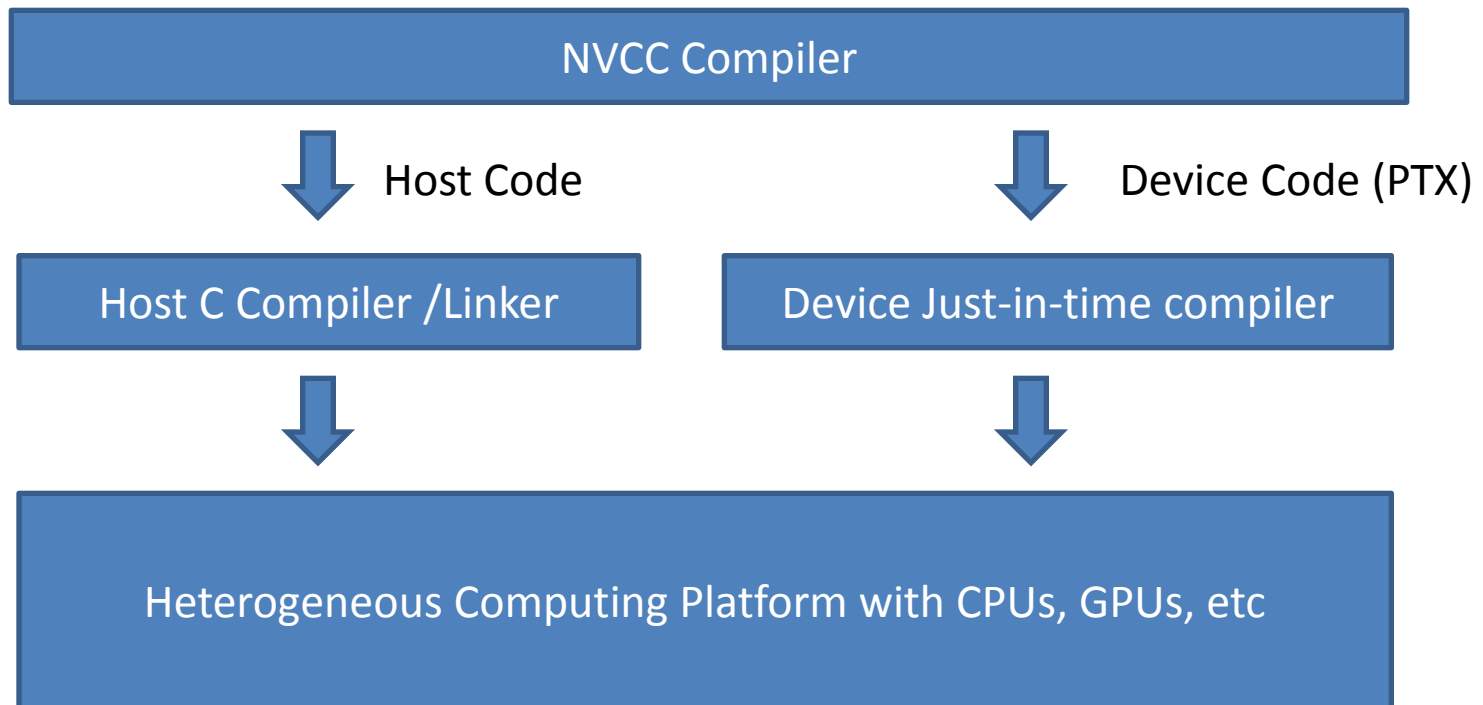 NVCC Compiler
Host Code
Device Code (PTX)
Host C Compiler /Linker
Device Just-in-time compiler
Heterogeneous Computing Platform with CPUs, GPUs, etc